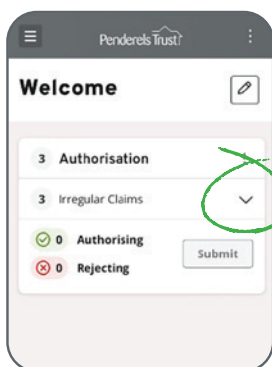 Penderels Trust
Welcome
3 Authorisation
3 Irregular Claims
0 Authorising
0 Rejecting
Submit